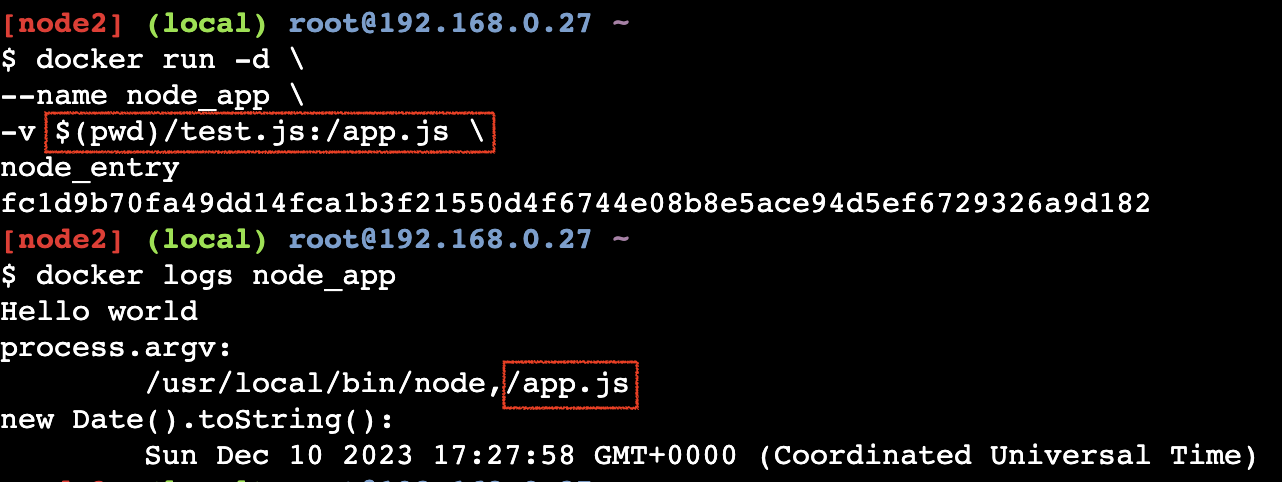 [node2] (local) root@192.168.0.27 ~
$ docker run -d \
--name node_app \
-v $(pwd)/test.js:/app.js \
node_entry
fc1d9b70fa49dd14fca1b3f21550d4f6744e08b8e5ace94d5ef6729326a9d182
[node2] (local) root@192.168.0.27 ~
$ docker logs node_app
Hello world
process.argv:
        /usr/local/bin/node,/app.js
new Date().toString():
        Sun Dec 10 2023 17:27:58 GMT+0000 (Coordinated Universal Time)